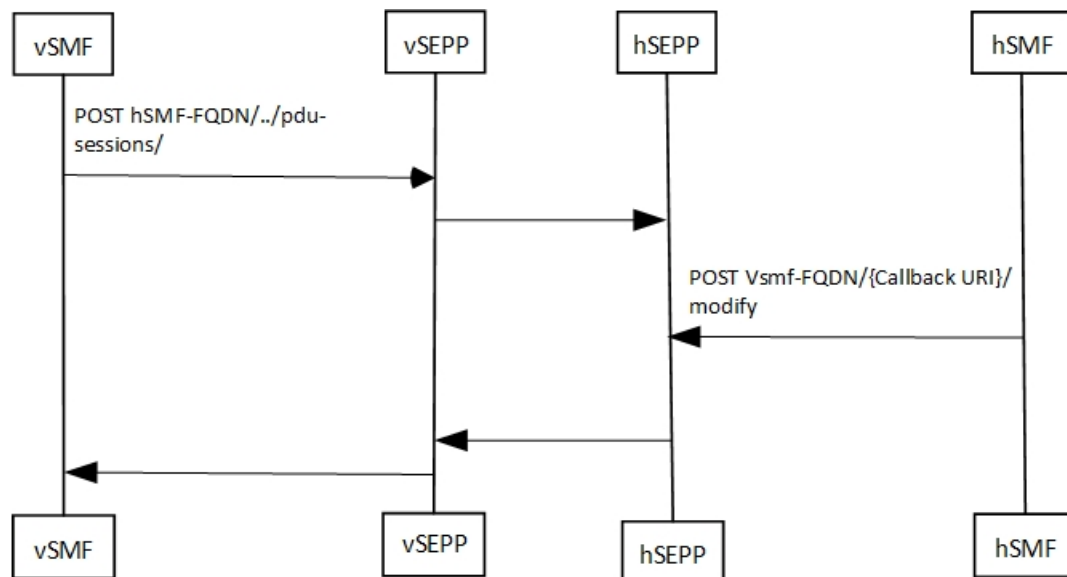 vSMF
vSEPP
hSEPP
hSMF
POST hSMF-FQDN/../pdu-
sessions/
POST Vsmf-FQDN/{Callback URI}/
modify
vSMF
vSEPP
hSEPP
hSMF